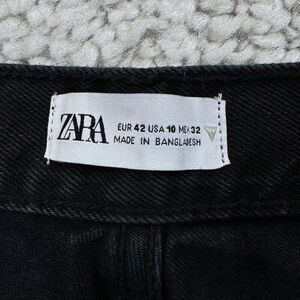 ZARA
EUR 42 USA 10 MEX 32
MADE IN BANGLADESH